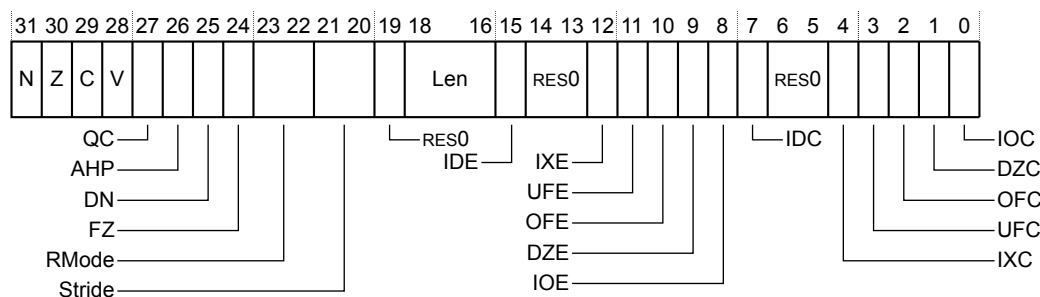 31 30 29 28 27 26 25 24 23 22 21 20 19 18 16 15 14 13 12 11 10 9 8 7 6 5 4 3 2 1 0
N Z C V Len RES0 RES0
QC RES0 IDC IOC
IDE IXE
AHP DZC
UFE
DN OFC
OFE
FZ UFC
DZE
RMode IXC
IOE
Stride